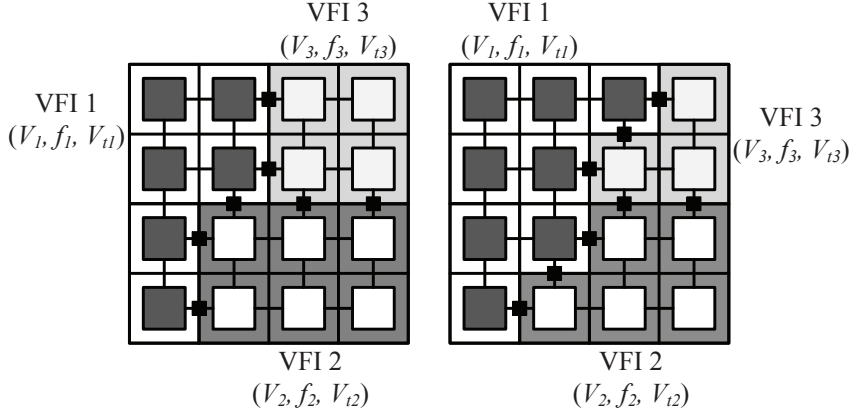 VFI 3
(V3, f3, Vt3)
VFI 1
(V1, f1, Vt1)
VFI 1
(V1, f1, Vt1)
VFI 3
(V3, f3, Vt3)
VFI 2
(V2, f2, Vt2)
VFI 2
(V2, f2, Vt2)